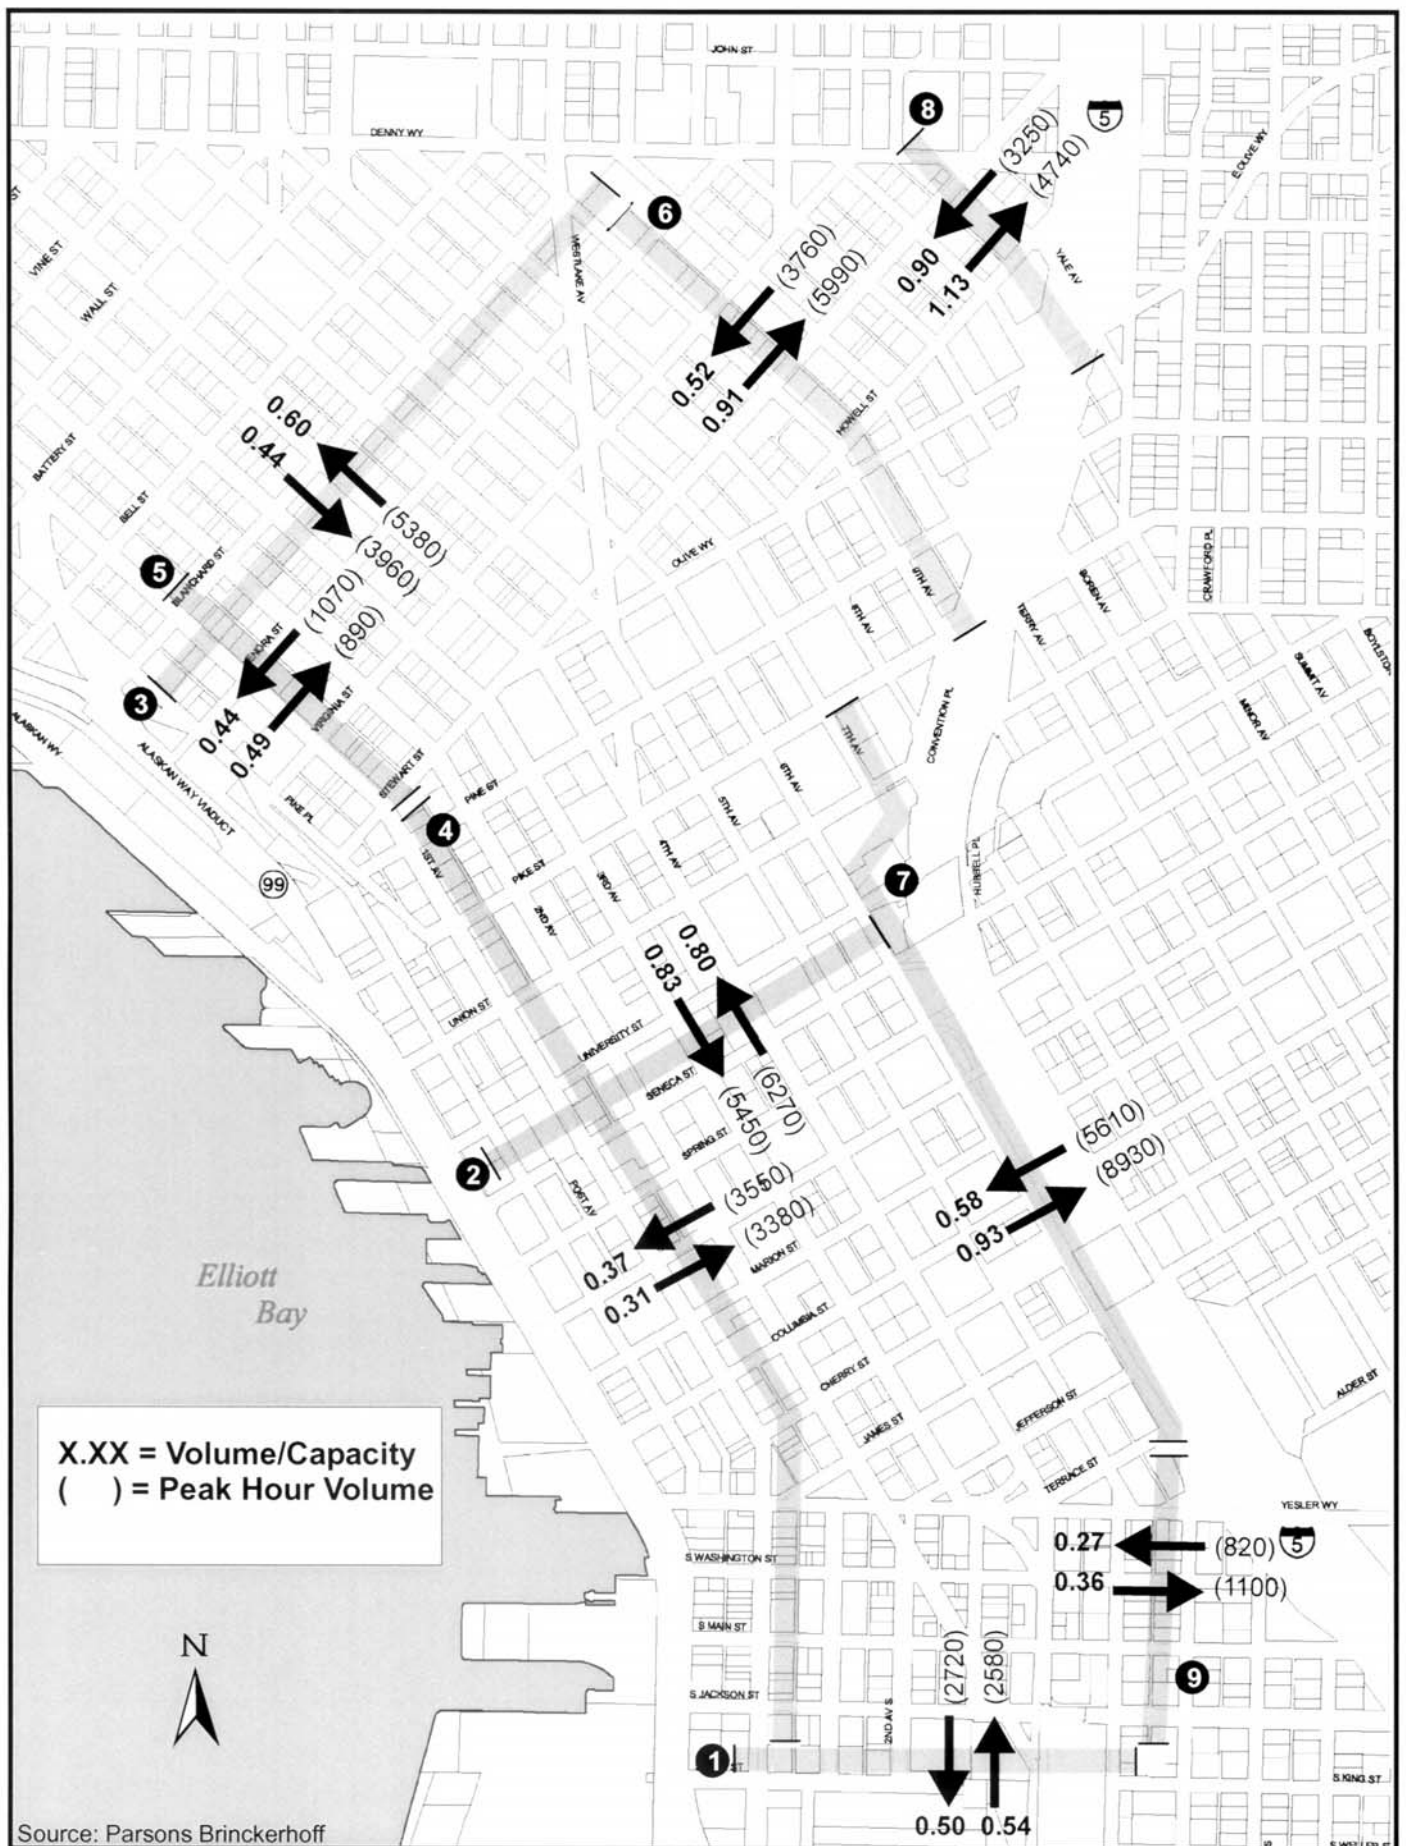 JOHN ST
8
5
DENNY WY
(3250)
(4740)
E OLIVE WY
ST
6
WESTLAKE AV
VINE ST
(3760)
(5990)
0.90
1.13
YALE AV
WALL ST
0.52
0.91
0.60
0.44
HOWELL ST
BATTERY ST
BELL ST
(5380)
(3960)
OLIVE WY
5
BLANCHARD ST
CRAWFORD PL
(1070)
(890)
9TH AV
8TH AV
TERRY AV
BOREN AV
3
0.44
0.49
VIRGINIA ST
SUMMIT AV
MINOR AV
ALASKAN WY
ALASKAN WAY VIADUCT
CONVENTION PL
7TH AV
6TH AV
STEWART ST
PINE ST
PINE PL
5TH AV
4
1ST AV
4TH AV
PIKE ST
3RD AV
2ND AV
99
7
HUBBELL PL
0.80
0.83
UNION ST
UNIVERSITY ST
SENECA ST
(6270)
(5450)
SPRING ST
2
POST AV
(3550)
(3380)
(5610)
(8930)
0.58
0.93
0.37
0.31
MARION ST
Elliott
Bay
COLUMBIA ST
CHERRY ST
JAMES ST
JEFFERSON ST
ALDER ST
X.XX = Volume/Capacity
( ) = Peak Hour Volume
TERRACE ST
YESLER WY
0.27
(820)
5
S WASHINGTON ST
0.36
(1100)
S MAIN ST
N
(2720)
(2580)
S JACKSON ST
2ND AV S
9
1
ST
S KING ST
0.50 0.54
Source: Parsons Brinckerhoff